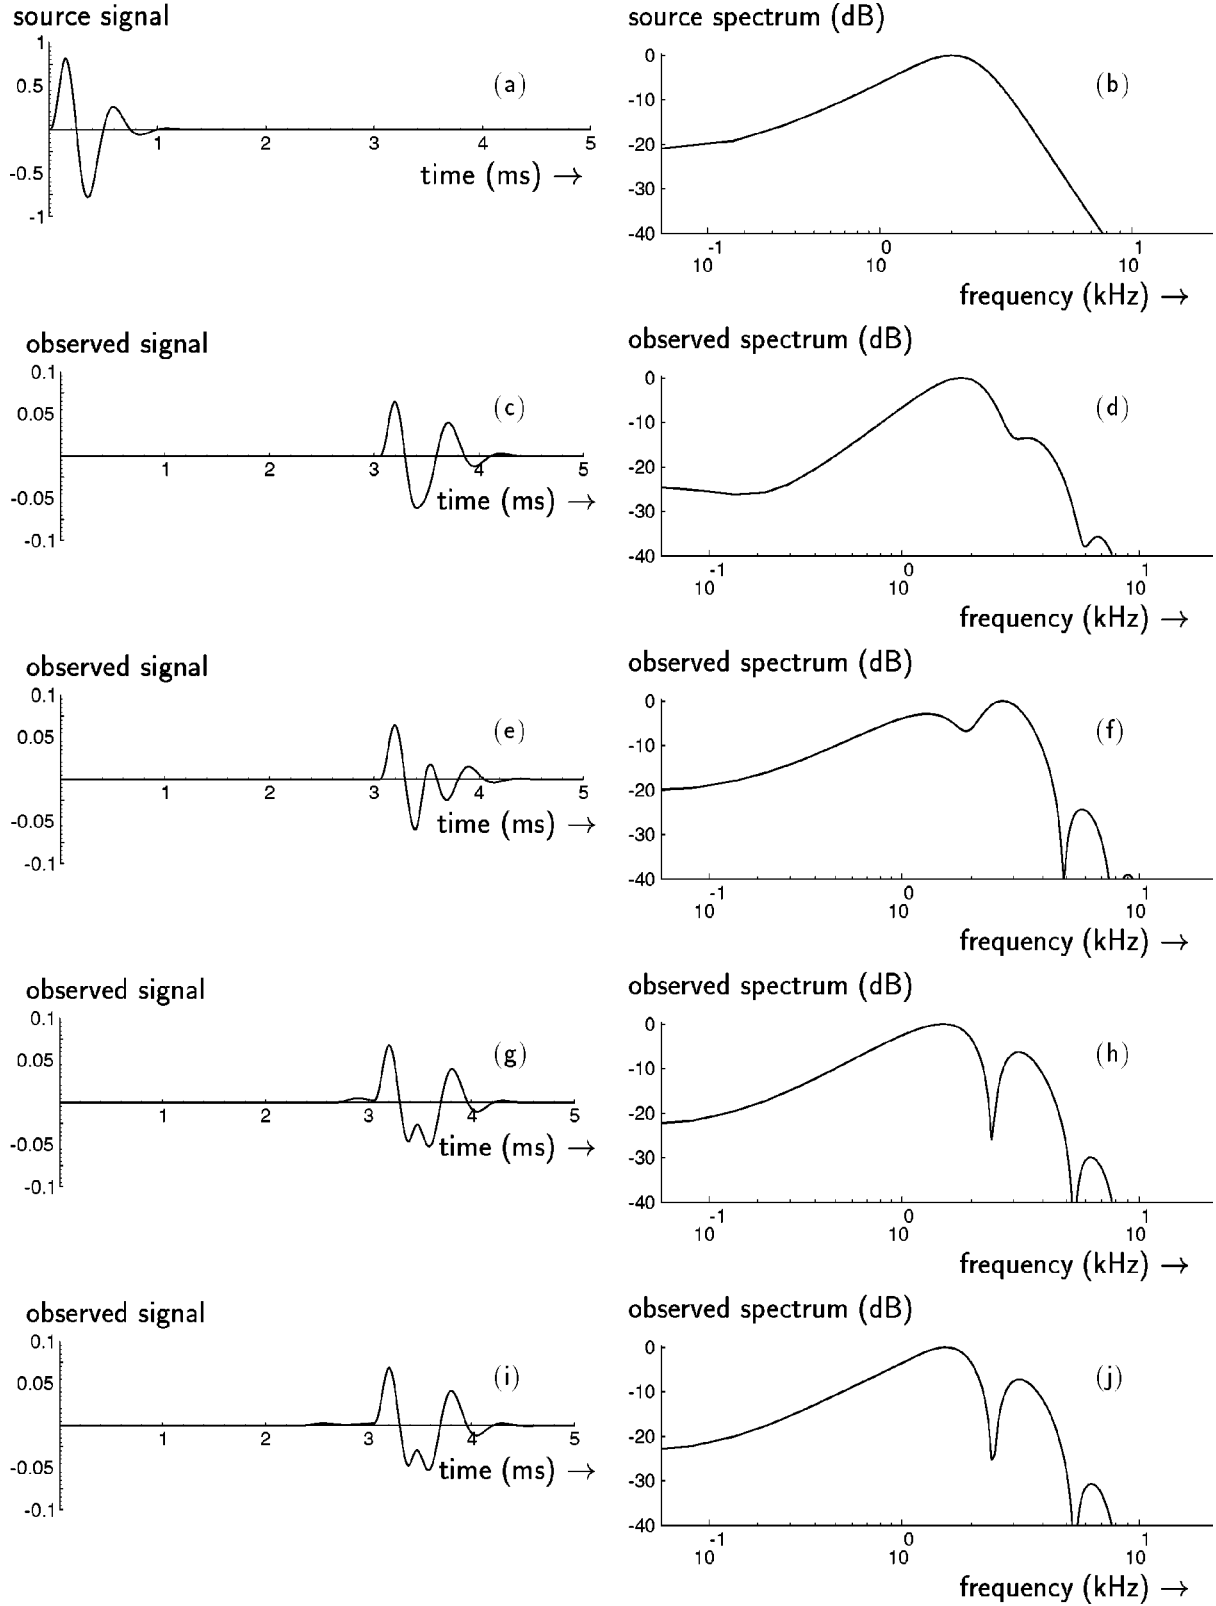 source signal
1
0.5
-0.5
-1
1 2 3 4 5
(a)
time (ms) →
source spectrum (dB)
0
-10
-20
-30
-40
10^-1 10^0 10^1
(b)
frequency (kHz) →
observed signal
0.1
0.05
-0.05
-0.1
1 2 3 4 5
(c)
time (ms) →
observed spectrum (dB)
0
-10
-20
-30
-40
10^-1 10^0 10^1
(d)
frequency (kHz) →
observed signal
0.1
0.05
-0.05
-0.1
1 2 3 4 5
(e)
time (ms) →
observed spectrum (dB)
0
-10
-20
-30
-40
10^-1 10^0 10^1
(f)
frequency (kHz) →
observed signal
0.1
0.05
-0.05
-0.1
1 2 3 4 5
(g)
time (ms) →
observed spectrum (dB)
0
-10
-20
-30
-40
10^-1 10^0 10^1
(h)
frequency (kHz) →
observed signal
0.1
0.05
-0.05
-0.1
1 2 3 4 5
(i)
time (ms) →
observed spectrum (dB)
0
-10
-20
-30
-40
10^-1 10^0 10^1
(j)
frequency (kHz) →